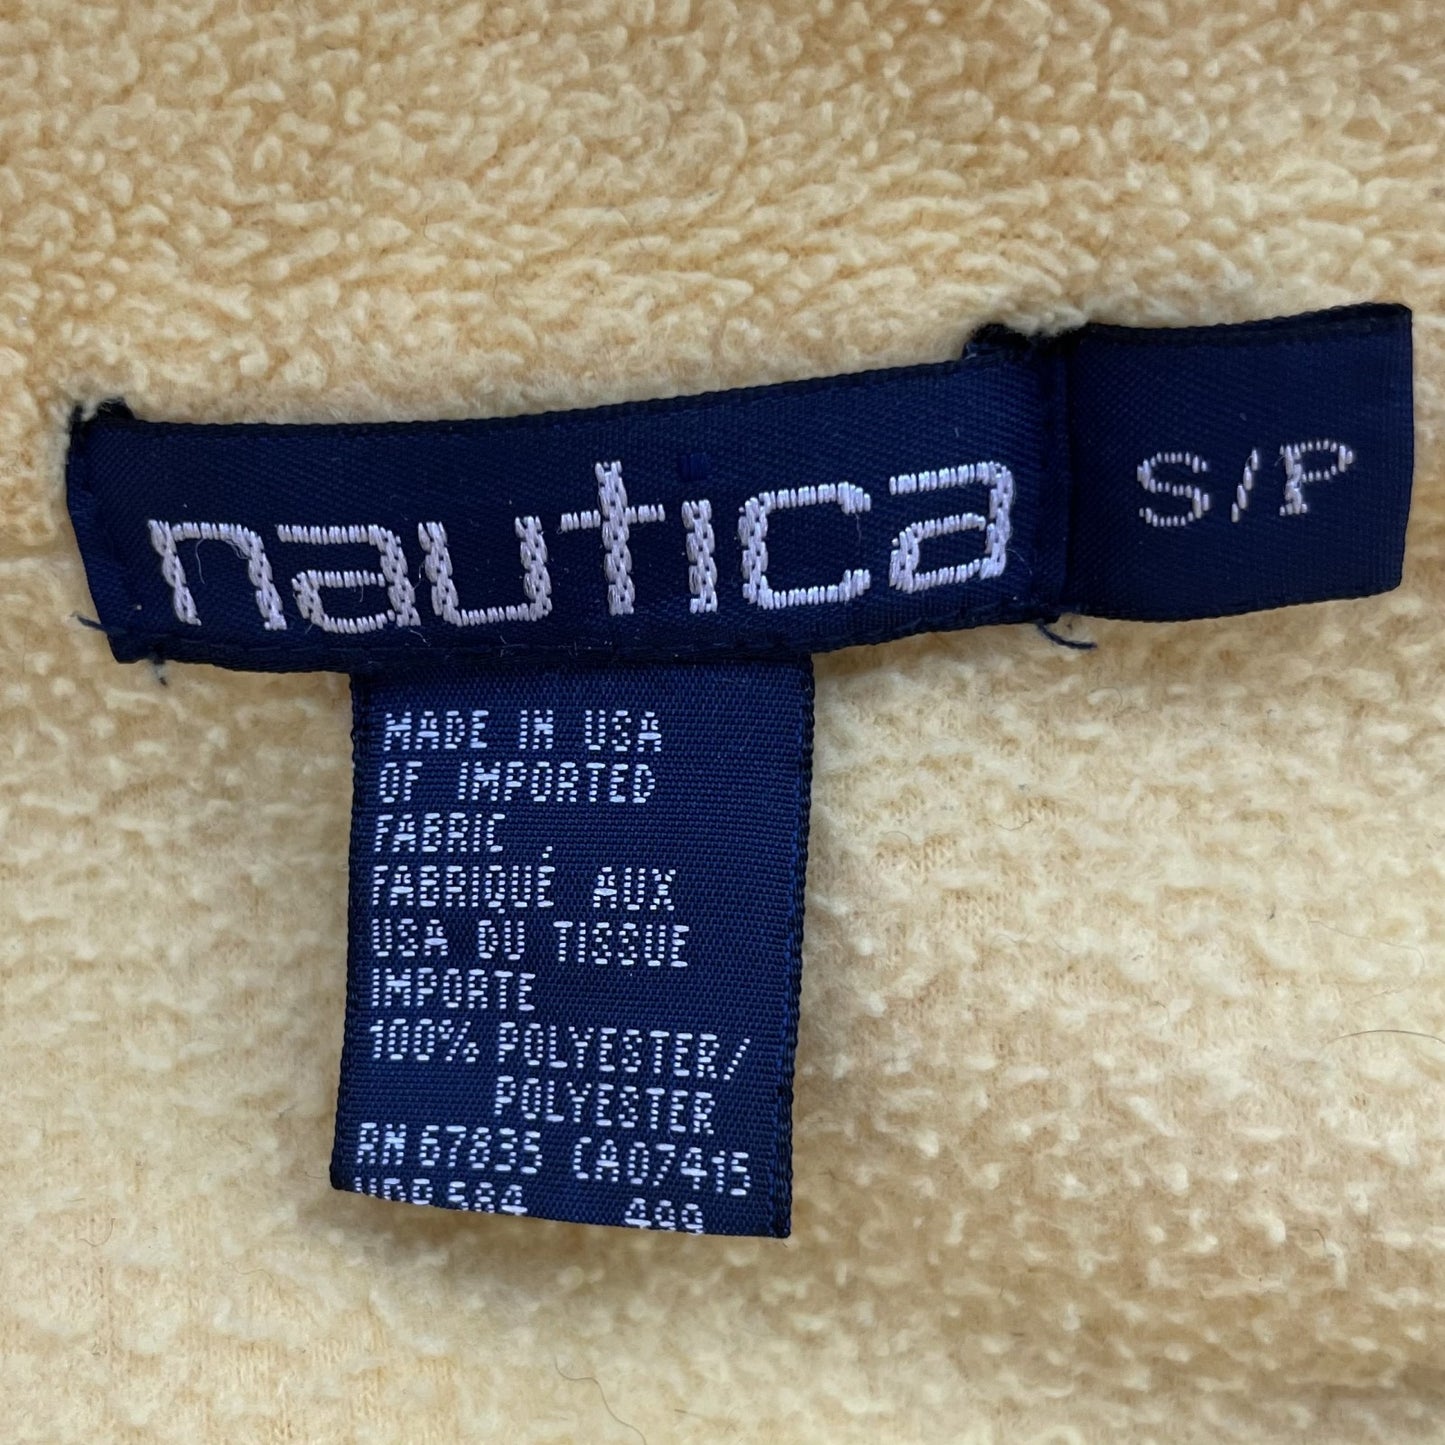 nautica
S/P
MADE IN USA
OF IMPORTED
FABRIC
FABRIQUÉ AUX
USA DU TISSUE
IMPORTE
100% POLYESTER/
POLYESTER
RN 67835 CA07415